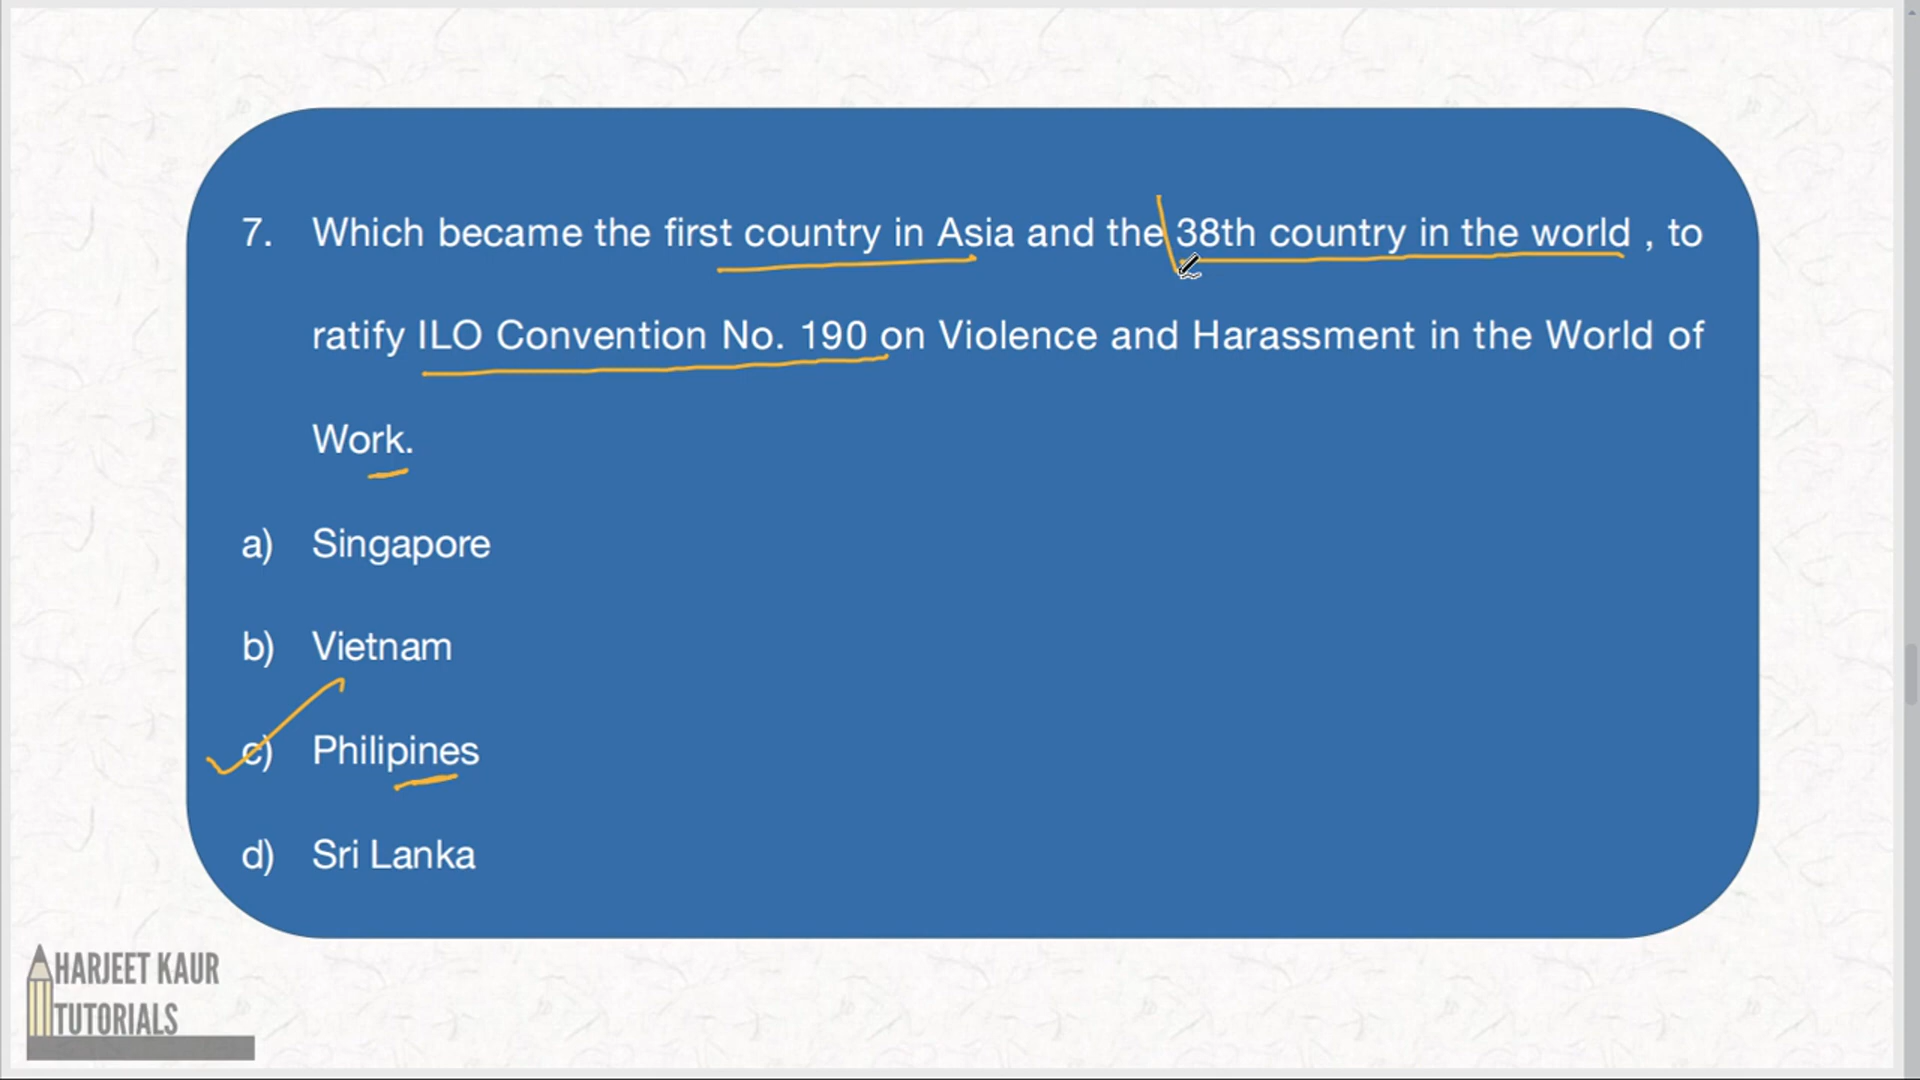 7. Which became the first country in Asia and the 38th country in the world , to
ratify ILO Convention No. 190 on Violence and Harassment in the World of
Work.
a) Singapore
b) Vietnam
c) Philipines
d) Sri Lanka
HARJEET KAUR
TUTORIALS